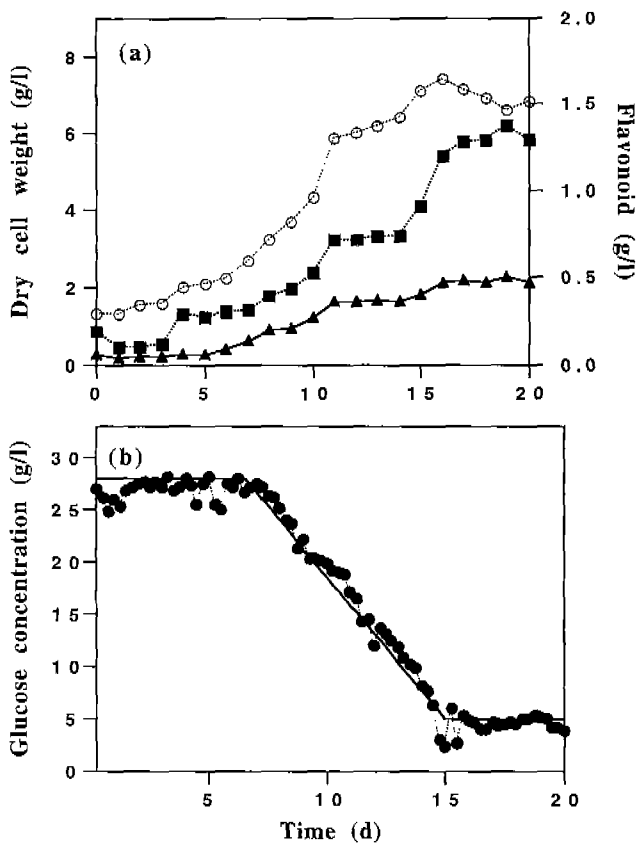 (a)
Dry cell weight (g/l)
8
6
4
2
0
2.0
1.5
1.0
0.5
0.0
Flavonoid (g/l)
0 5 10 15 20
(b)
Glucose concentration (g/l)
30
25
20
15
10
5
0
5 10 15 20
Time (d)